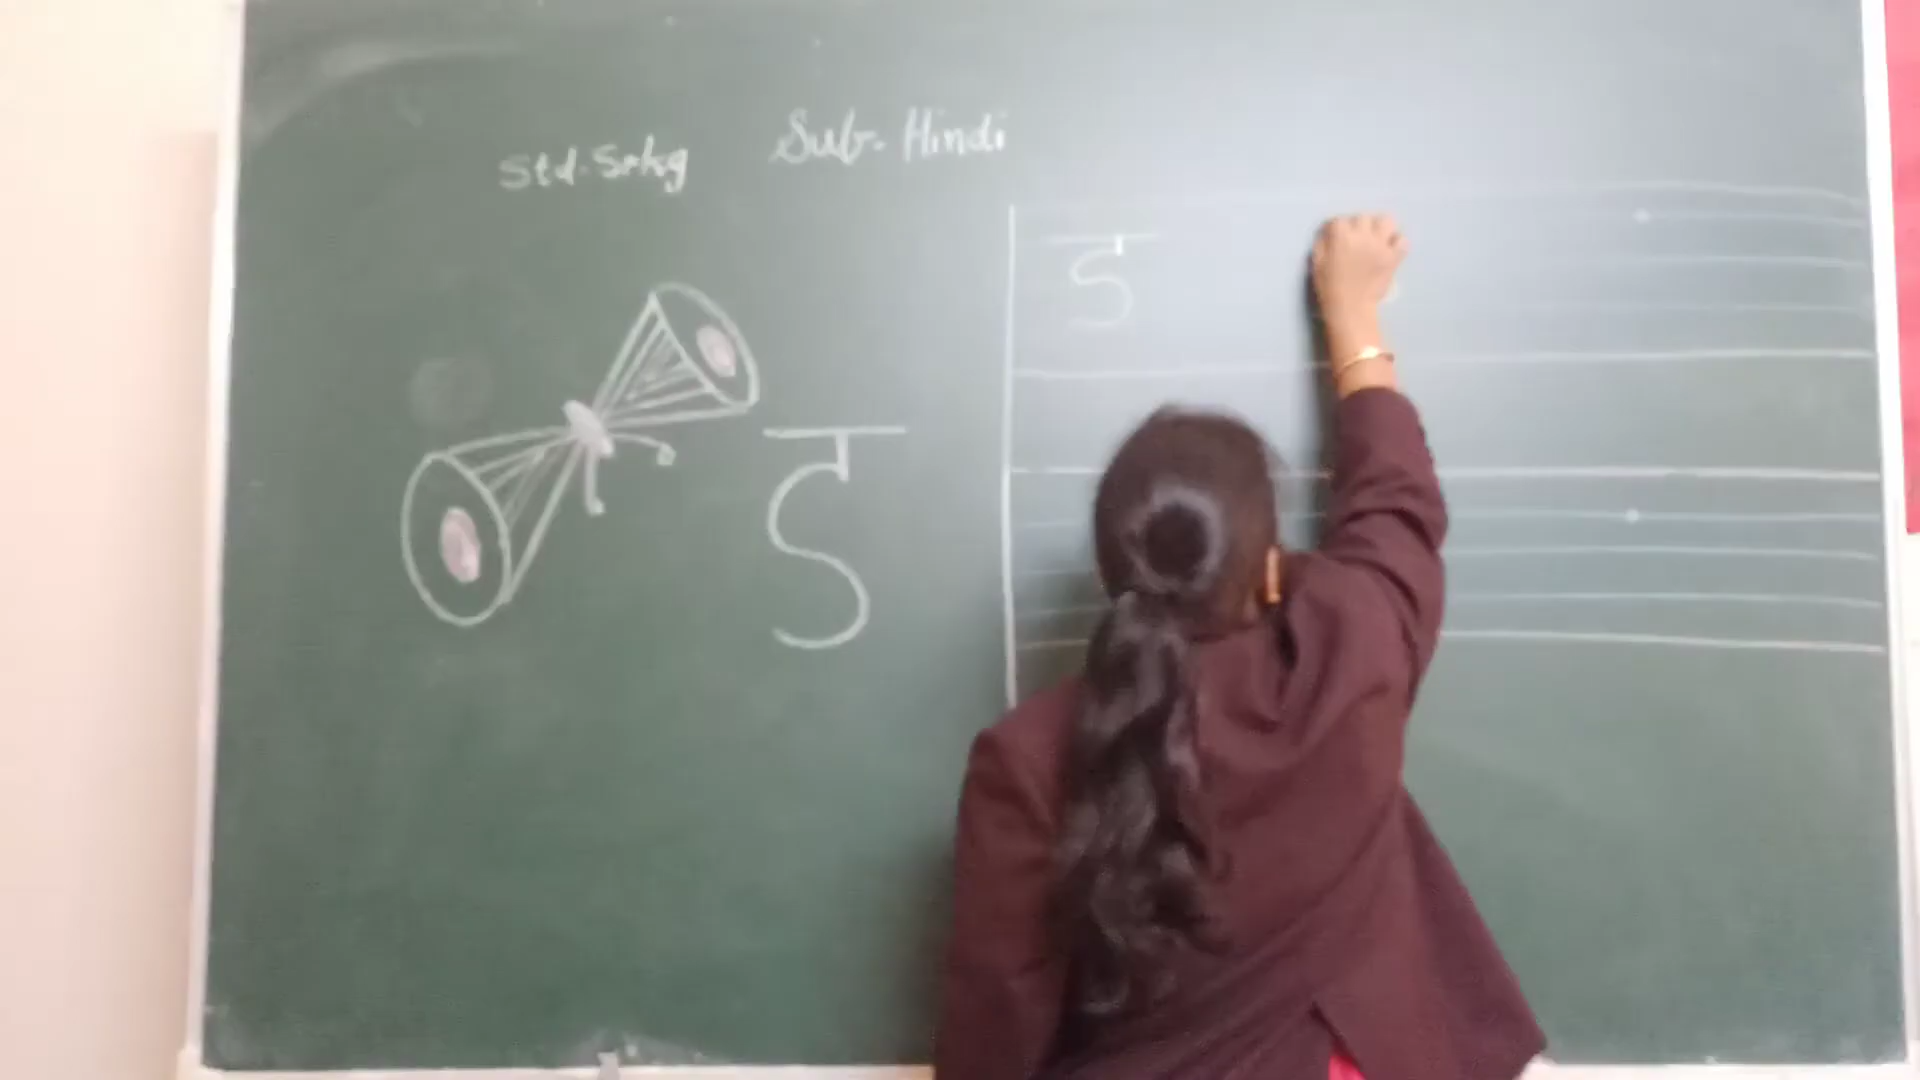 Std-Srkg
Sub- Hindi
ड
ड